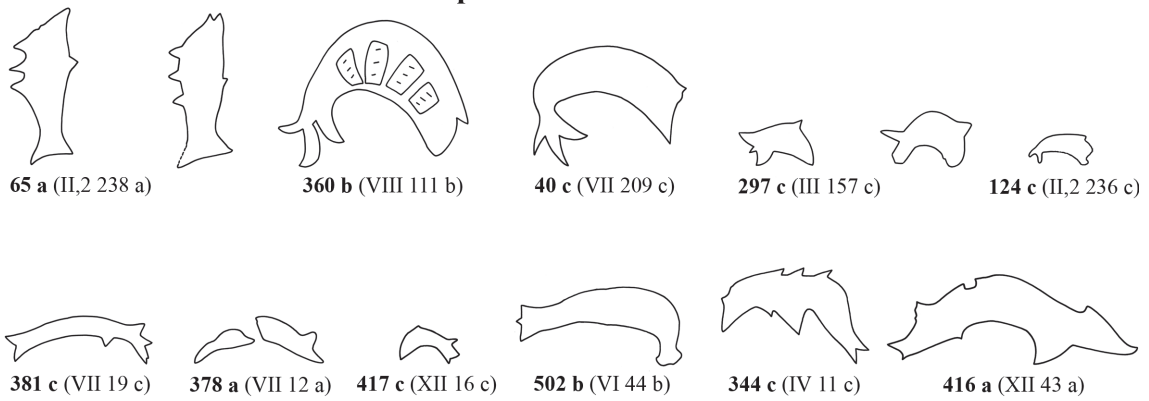 65 a (II,2 238 a) 360 b (VIII 111 b) 40 c (VII 209 c) 297 c (III 157 c) 124 c (II,2 236 c)
381 c (VII 19 c) 378 a (VII 12 a) 417 c (XII 16 c) 502 b (VI 44 b) 344 c (IV 11 c) 416 a (XII 43 a)